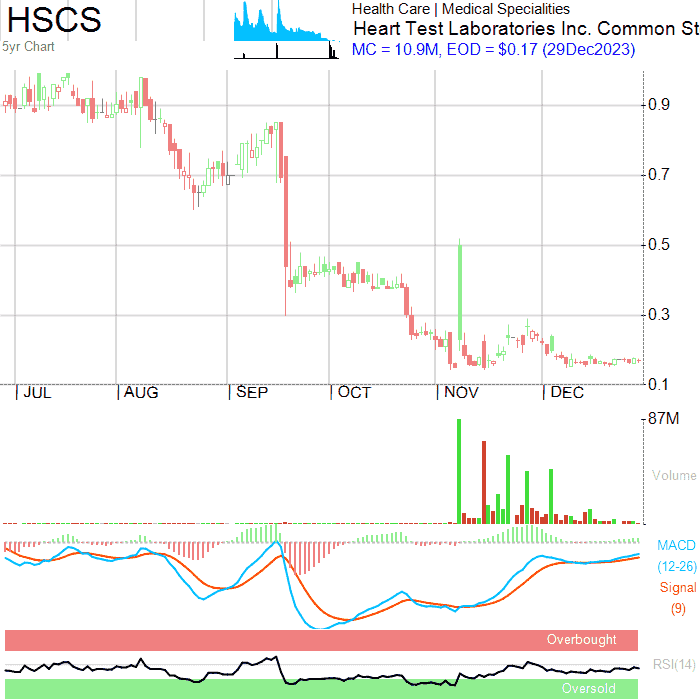 HSCS
5yr Chart
Health Care | Medical Specialities
Heart Test Laboratories Inc. Common St
MC = 10.9M, EOD = $0.17 (29Dec2023)
0.9
0.7
0.5
0.3
0.1
JUL AUG SEP OCT NOV DEC
87M
Volume
MACD
(12-26)
Signal
(9)
Overbought
RSI(14)
Oversold